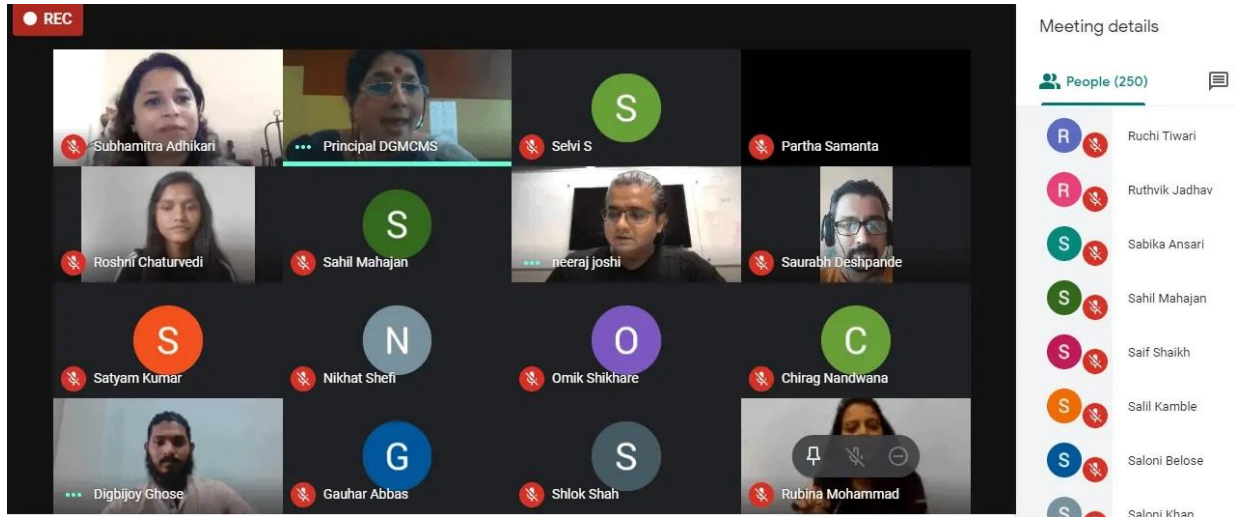 REC
Meeting details
People (250)
S
Subhamitra Adhikari
Principal DGMCMS
Selvi S
Partha Samanta
S
Roshni Chaturvedi
Sahil Mahajan
neeraj joshi
Saurabh Deshpande
S
N
O
C
Satyam Kumar
Nikhat Shefi
Omik Shikhare
Chirag Nandwana
G
S
Digbijoy Ghose
Gauhar Abbas
Shlok Shah
Rubina Mohammad
R
Ruchi Tiwari
R
Ruthvik Jadhav
S
Sabika Ansari
S
Sahil Mahajan
S
Saif Shaikh
S
Salil Kamble
S
Saloni Belose
S
Saloni Khan